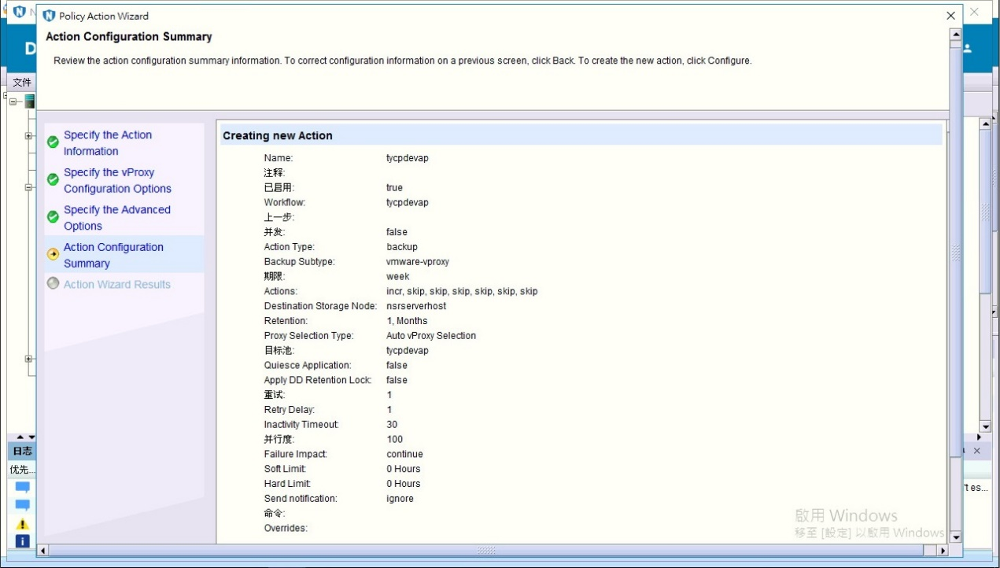 Policy Action Wizard
Action Configuration Summary
Review the action configuration summary information. To correct configuration information on a previous screen, click Back. To create the new action, click Configure.
文件
Specify the Action
Information
Specify the vProxy
Configuration Options
Specify the Advanced
Options
Action Configuration
Summary
Action Wizard Results
Creating new Action
Name: tycpdevap
注释:
已启用: true
Workflow: tycpdevap
上一步:
并发: false
Action Type: backup
Backup Subtype: vmware-vproxy
期限: week
Actions: incr, skip, skip, skip, skip, skip, skip
Destination Storage Node: nsrserverhost
Retention: 1, Months
Proxy Selection Type: Auto vProxy Selection
目标池: tycpdevap
Quiesce Application: false
Apply DD Retention Lock: false
重试: 1
Retry Delay: 1
Inactivity Timeout: 30
并行度: 100
Failure Impact: continue
Soft Limit: 0 Hours
Hard Limit: 0 Hours
Send notification: ignore
命令:
Overrides:
日志
优先...
啟用 Windows
移至 [設定] 以啟用 Windows